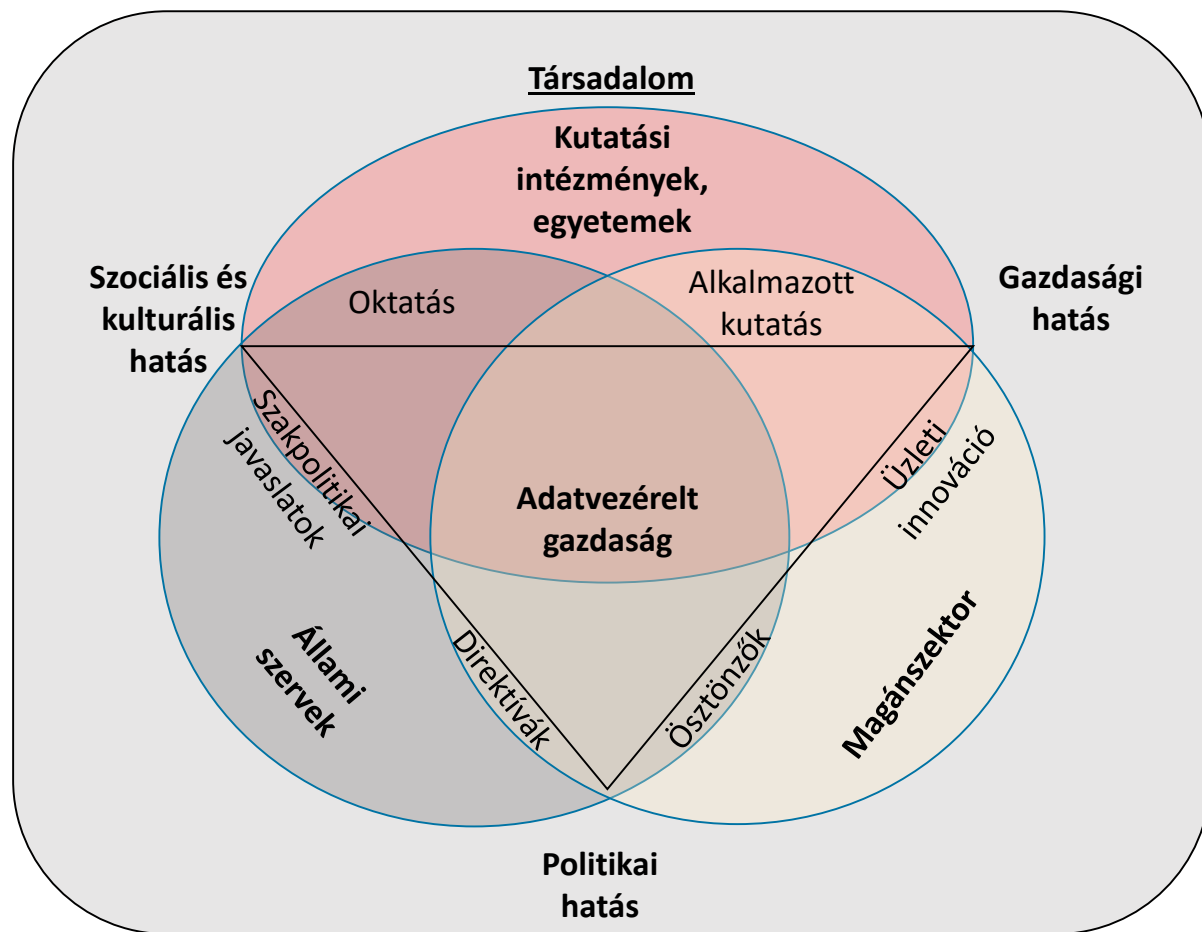 Társadalom
Kutatási
intézmények,
egyetemek
Szociális és
kulturális
hatás
Oktatás
Alkalmazott
kutatás
Gazdasági
hatás
Szakpolitikai
javaslatok
Üzleti
innováció
Adatvezérelt
gazdaság
Állami
szervek
Direktívák
Ösztönzők
Magánszektor
Politikai
hatás